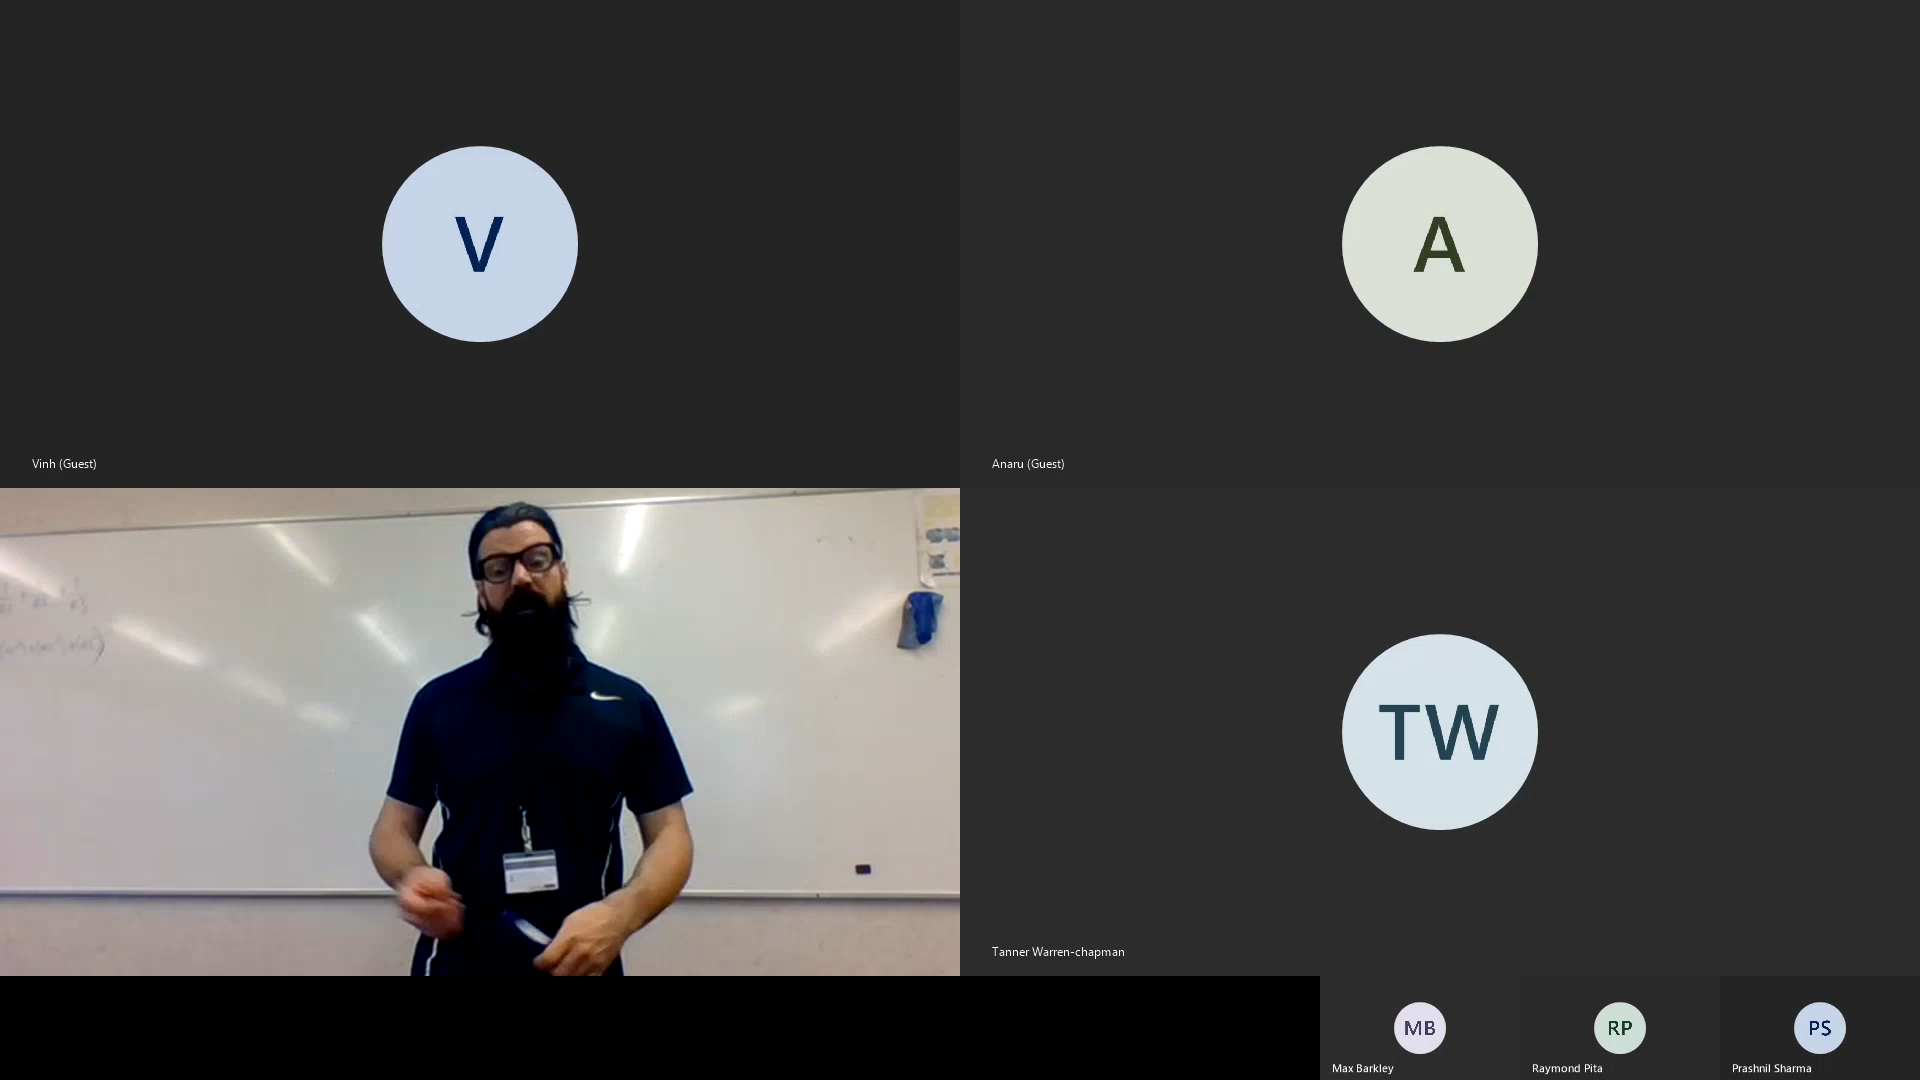 V
A
Vinh (Guest)
Anaru (Guest)
TW
Tanner Warren-chapman
MB
RP
PS
Max Barkley
Raymond Pita
Prashnil Sharma